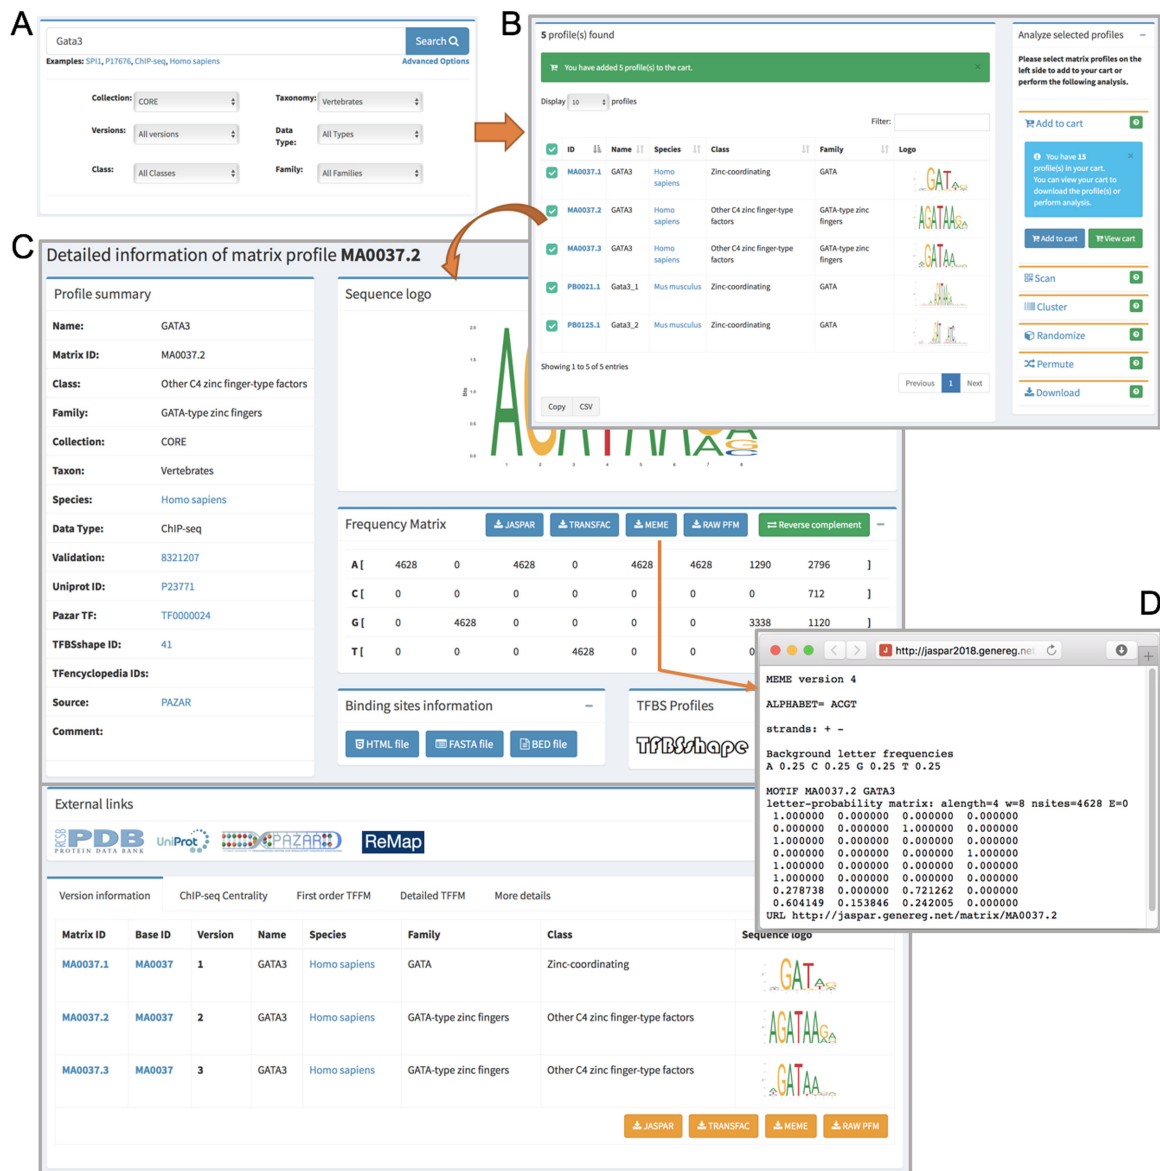 A
Gata3
Search
Examples: SPI1, P17676, ChIP-seq, Homo sapiens
Advanced Options
Collection: CORE
Taxonomy: Vertebrates
Versions: All versions
Data Type: All Types
Class: All Classes
Family: All Families
B
5 profile(s) found
You have added 5 profile(s) to the cart. ×
Display 10 profiles
Filter:
ID Name Species Class Family Logo
MA0037.1 GATA3 Homo sapiens Zinc-coordinating GATA
MA0037.2 GATA3 Homo sapiens Other C4 zinc finger-type factors GATA-type zinc fingers
MA0037.3 GATA3 Homo sapiens Other C4 zinc finger-type factors GATA-type zinc fingers
PB0021.1 Gata3_1 Mus musculus Zinc-coordinating GATA
PB0125.1 Gata3_2 Mus musculus Zinc-coordinating GATA
Showing 1 to 5 of 5 entries
Previous 1 Next
Copy CSV
Analyze selected profiles −
Please select matrix profiles on the
left side to add to your cart or
perform the following analysis.
Add to cart ?
You have 15 ×
profile(s) in your cart.
You can view your cart to
download the profile(s) or
perform analysis.
Add to cart View cart
Scan ?
Cluster ?
Randomize ?
Permute ?
Download ?
C
Detailed information of matrix profile MA0037.2
Profile summary
Name: GATA3
Matrix ID: MA0037.2
Class: Other C4 zinc finger-type factors
Family: GATA-type zinc fingers
Collection: CORE
Taxon: Vertebrates
Species: Homo sapiens
Data Type: ChIP-seq
Validation: 8321207
Uniprot ID: P23771
Pazar TF: TF0000024
TFBSshape ID: 41
TFencyclopedia IDs:
Source: PAZAR
Comment:
Sequence logo
2.0
1.5
1.0
Bits
0.5
0.0
1 2 3 4 5 6 7 8
Frequency Matrix JASPAR TRANSFAC MEME RAW PFM Reverse complement −
A [ 4628 0 4628 0 4628 4628 1290 2796 ]
C [ 0 0 0 0 0 0 0 712 ]
G [ 0 4628 0 0 0 0 3338 1120 ]
T [ 0 0 0 4628 0 0
Binding sites information −
HTML file FASTA file BED file
TFBS Profiles
TFBSshape
D
http://jaspar2018.genereg.net
MEME version 4
ALPHABET= ACGT
strands: + -
Background letter frequencies
A 0.25 C 0.25 G 0.25 T 0.25
MOTIF MA0037.2 GATA3
letter-probability matrix: alength=4 w=8 nsites=4628 E=0
1.000000 0.000000 0.000000 0.000000
0.000000 0.000000 1.000000 0.000000
1.000000 0.000000 0.000000 0.000000
0.000000 0.000000 0.000000 1.000000
1.000000 0.000000 0.000000 0.000000
1.000000 0.000000 0.000000 0.000000
0.278738 0.000000 0.721262 0.000000
0.604149 0.153846 0.242005 0.000000
URL http://jaspar.genereg.net/matrix/MA0037.2
External links
RCSB PDB PROTEIN DATA BANK
UniProt
PAZAR
ReMap
Version information ChIP-seq Centrality First order TFFM Detailed TFFM More details
Matrix ID Base ID Version Name Species Family Class Sequence logo
MA0037.1 MA0037 1 GATA3 Homo sapiens GATA Zinc-coordinating
MA0037.2 MA0037 2 GATA3 Homo sapiens GATA-type zinc fingers Other C4 zinc finger-type factors
MA0037.3 MA0037 3 GATA3 Homo sapiens GATA-type zinc fingers Other C4 zinc finger-type factors
JASPAR TRANSFAC MEME RAW PFM